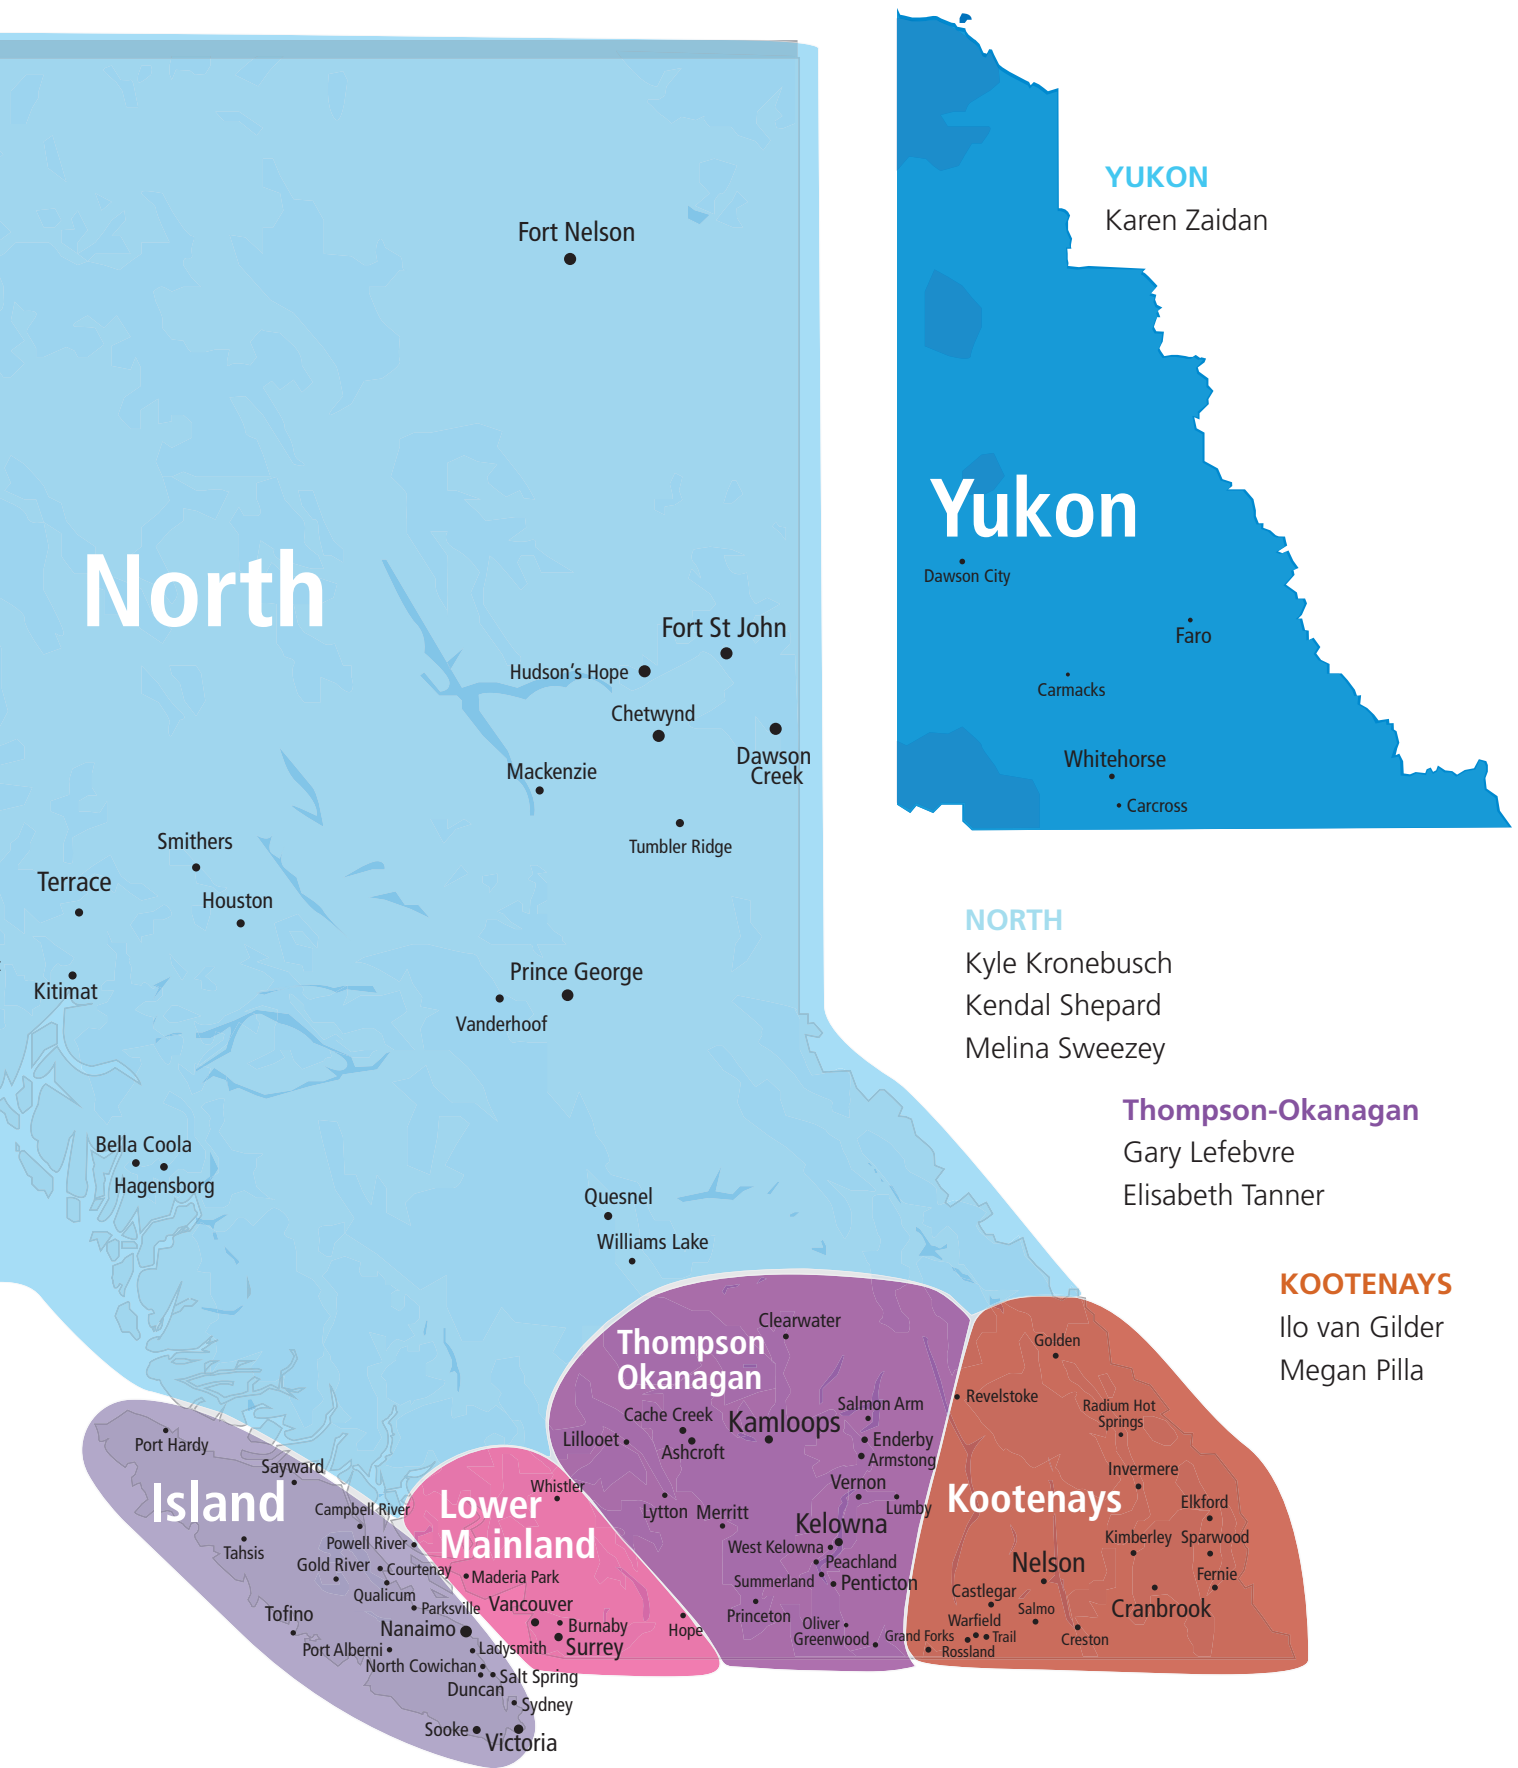 YUKON
Karen Zaidan
Fort Nelson
Yukon
Dawson City
Faro
Carmacks
Whitehorse
Carcross
North
Fort St John
Hudson's Hope
Chetwynd
Dawson
Creek
Mackenzie
Tumbler Ridge
Smithers
Terrace
Houston
Kitimat
Prince George
Vanderhoof
NORTH
Kyle Kronebusch
Kendal Shepard
Melina Sweezey
Thompson-Okanagan
Gary Lefebvre
Elisabeth Tanner
Bella Coola
Hagensborg
Quesnel
Williams Lake
KOOTENAYS
Ilo van Gilder
Megan Pilla
Thompson
Okanagan
Clearwater
Salmon Arm
Cache Creek
Kamloops
Lillooet
Ashcroft
Enderby
Armstong
Vernon
Lumby
Lytton
Merritt
Kelowna
West Kelowna
Peachland
Summerland
Penticton
Princeton
Oliver
Greenwood
Golden
Revelstoke
Radium Hot
Springs
Invermere
Kootenays
Elkford
Kimberley
Sparwood
Nelson
Fernie
Castlegar
Cranbrook
Salmo
Warfield
Trail
Creston
Grand Forks
Rossland
Port Hardy
Sayward
Island
Campbell River
Powell River
Tahsis
Gold River
Courtenay
Qualicum
Parksville
Tofino
Nanaimo
Port Alberni
Ladysmith
North Cowichan
Salt Spring
Duncan
Sydney
Sooke
Victoria
Whistler
Lower
Mainland
Maderia Park
Vancouver
Burnaby
Surrey
Hope